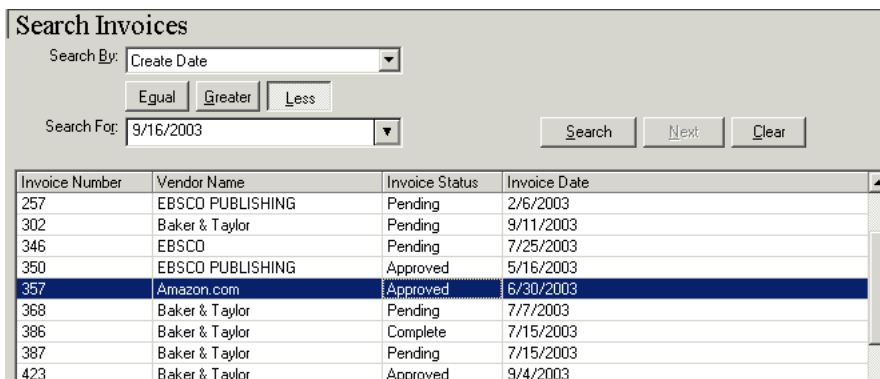 Search Invoices
Search By: Create Date
Equal Greater Less
Search For: 9/16/2003 Search Next Clear
Invoice Number Vendor Name Invoice Status Invoice Date
257 EBSCO PUBLISHING Pending 2/6/2003
302 Baker & Taylor Pending 9/11/2003
346 EBSCO Pending 7/25/2003
350 EBSCO PUBLISHING Approved 5/16/2003
357 Amazon.com Approved 6/30/2003
368 Baker & Taylor Pending 7/7/2003
386 Baker & Taylor Complete 7/15/2003
387 Baker & Taylor Pending 7/15/2003
423 Baker & Taylor Approved 9/4/2003